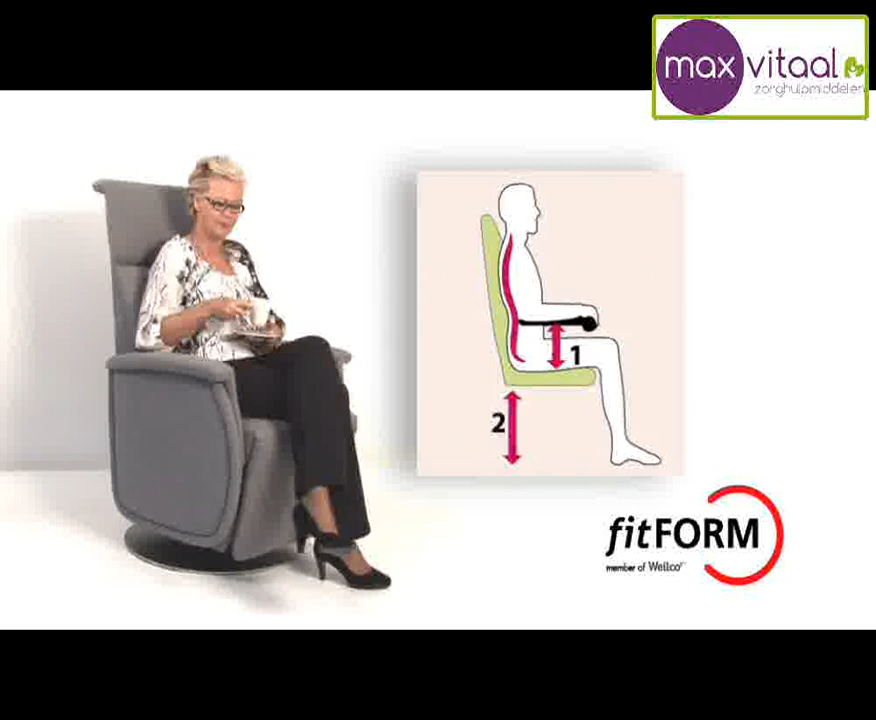 max vitaal
zorghulpmiddelen
1
2
fitFORM
member of Wellco